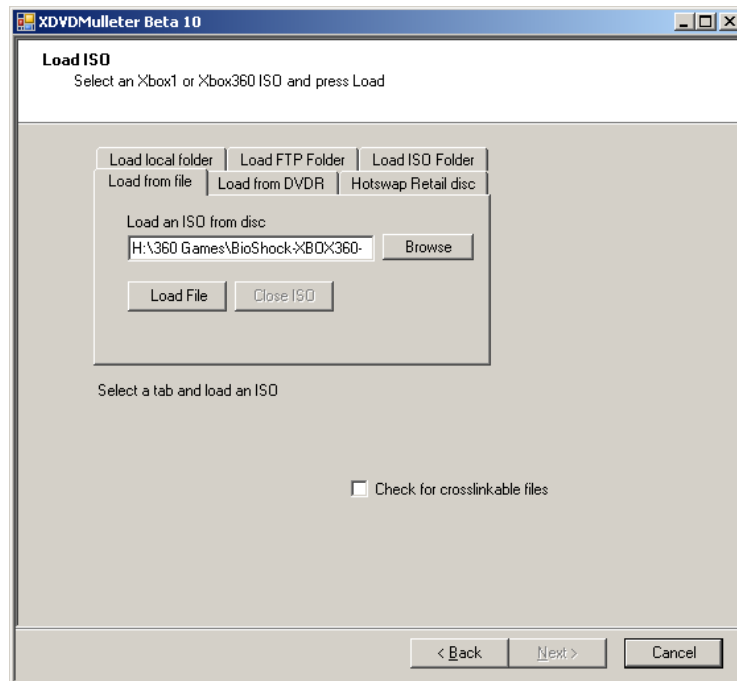 XDVDMulleter Beta 10
Load ISO
Select an Xbox1 or Xbox360 ISO and press Load
Load local folder Load FTP Folder Load ISO Folder
Load from file Load from DVDR Hotswap Retail disc
Load an ISO from disc
H:\360 Games\BioShock-XBOX360- Browse
Load File Close ISO
Select a tab and load an ISO
Check for crosslinkable files
< Back Next > Cancel